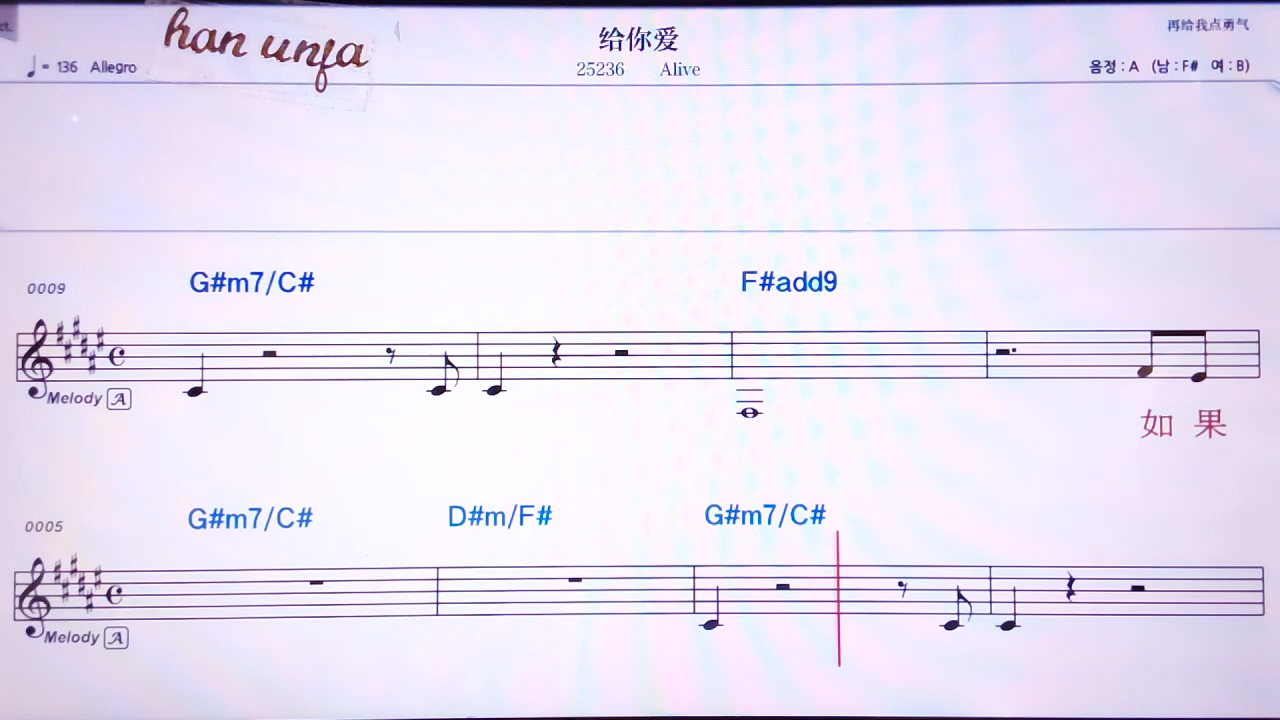 han unfa
给你爱
再给我点勇气
♩= 136 Allegro
25236 Alive
음정 : A (남 : F# 여 : B)
0009
G#m7/C# F#add9
Melody A
如 果
0005
G#m7/C# D#m/F# G#m7/C#
Melody A